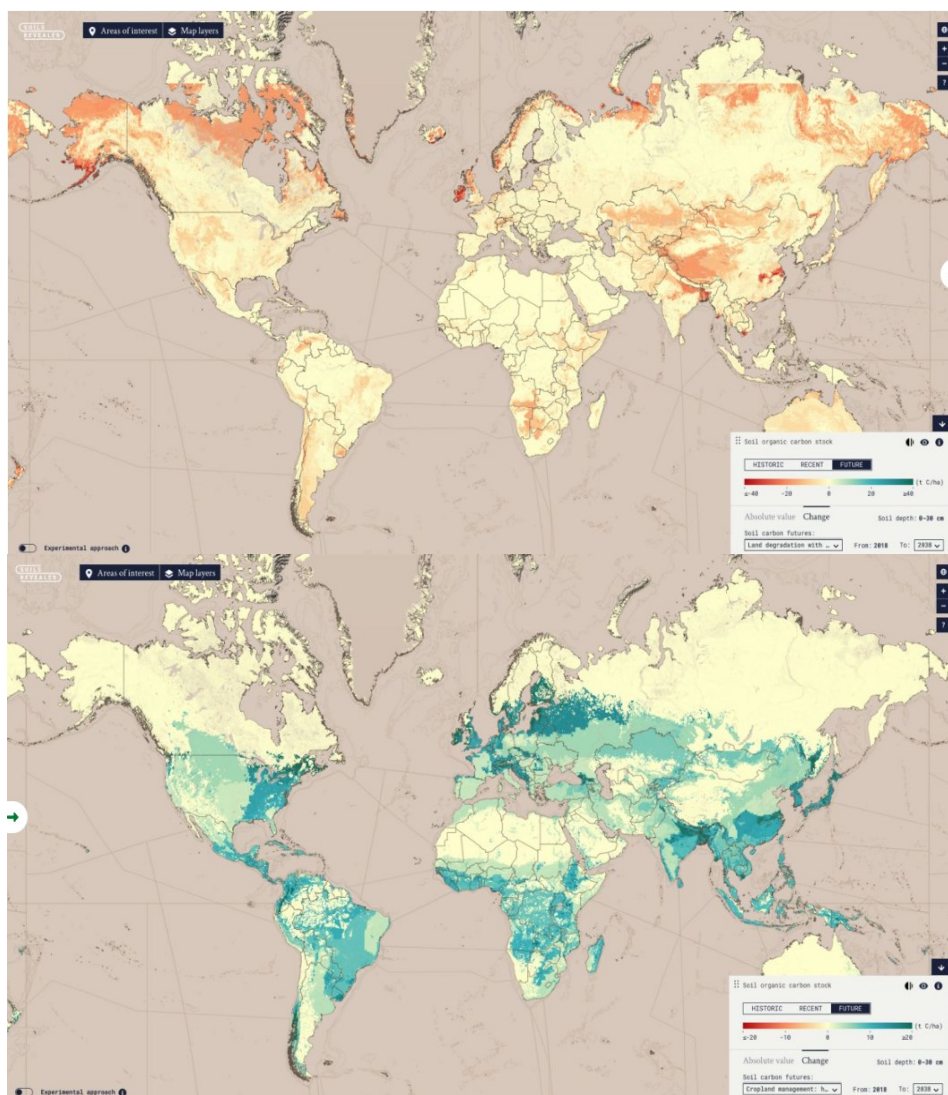 SOILS
REVEALED
Areas of interest Map layers
+
−
?
Soil organic carbon stock
HISTORIC RECENT FUTURE
(t C/ha)
≤-40 -20 0 20 ≥40
Absolute value Change Soil depth: 0-30 cm
Soil carbon futures:
Land degradation with … From: 2018 To: 2038
Experimental approach
SOILS
REVEALED
Areas of interest Map layers
+
−
?
Soil organic carbon stock
HISTORIC RECENT FUTURE
(t C/ha)
≤-20 -10 0 10 ≥20
Absolute value Change Soil depth: 0-30 cm
Soil carbon futures:
Cropland management: h… From: 2018 To: 2038
Experimental approach